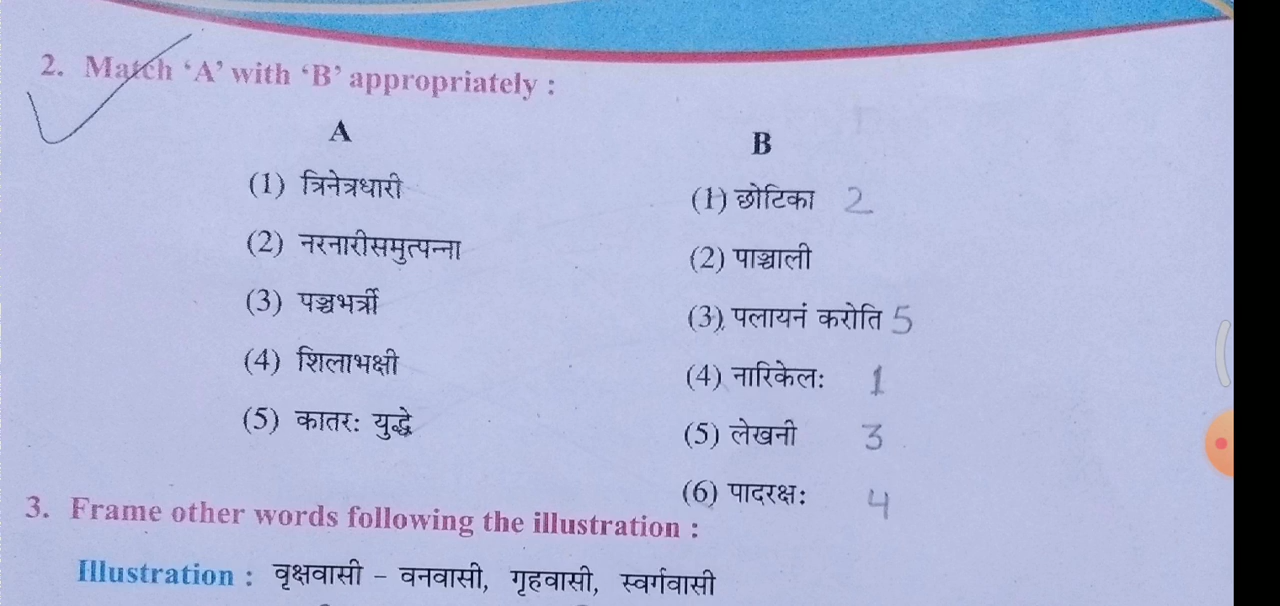 2. Match ‘A’ with ‘B’ appropriately :
A
B
(1) त्रिनेत्रधारी
(1) छोटिका 2
(2) नरनारीसमुत्पन्ना
(2) पाञ्चाली
(3) पञ्चभर्त्री
(3) पलायनं करोति 5
(4) शिलाभक्षी
(4) नारिकेलः 1
(5) कातरः युद्धे
(5) लेखनी 3
(6) पादरक्षः 4
3. Frame other words following the illustration :
Illustration : वृक्षवासी – वनवासी, गृहवासी, स्वर्गवासी